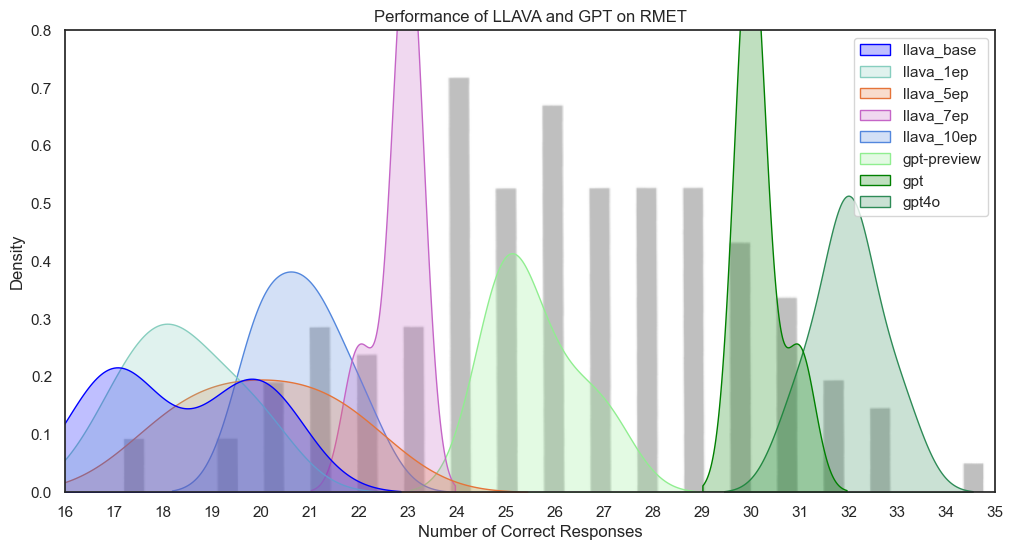 Performance of LLAVA and GPT on RMET
0.8
0.7
0.6
0.5
0.4
0.3
0.2
0.1
0.0
Density
llava_base
llava_1ep
llava_5ep
llava_7ep
llava_10ep
gpt-preview
gpt
gpt4o
16 17 18 19 20 21 22 23 24 25 26 27 28 29 30 31 32 33 34 35
Number of Correct Responses